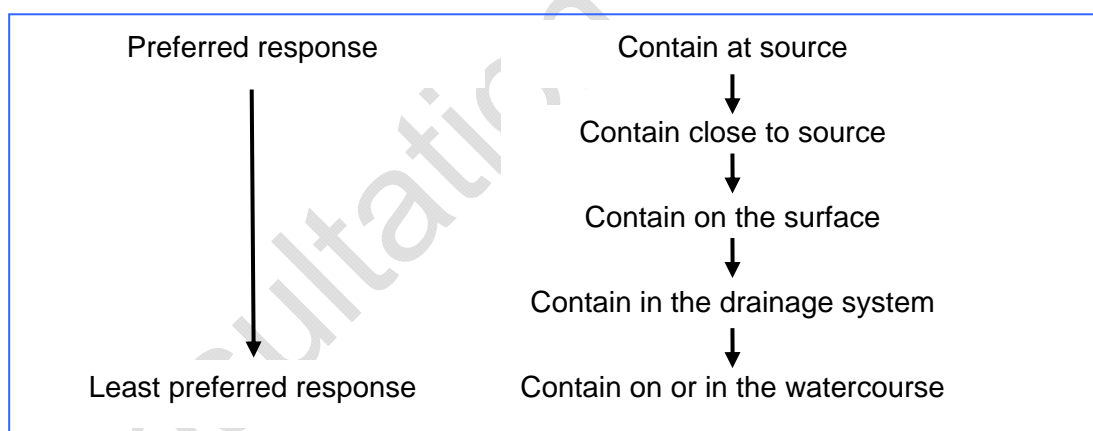 Preferred response
Contain at source
Contain close to source
Contain on the surface
Contain in the drainage system
Least preferred response
Contain on or in the watercourse